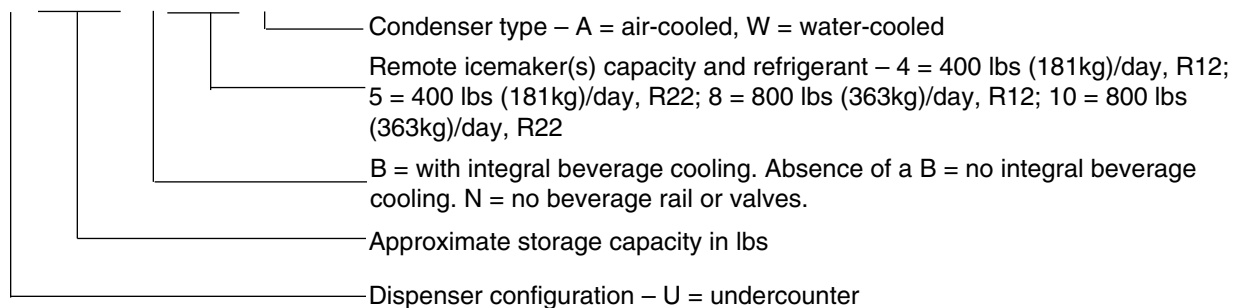 Condenser type – A = air-cooled, W = water-cooled
Remote icemaker(s) capacity and refrigerant – 4 = 400 lbs (181kg)/day, R12;
5 = 400 lbs (181kg)/day, R22; 8 = 800 lbs (363kg)/day, R12; 10 = 800 lbs
(363kg)/day, R22
B = with integral beverage cooling. Absence of a B = no integral beverage
cooling. N = no beverage rail or valves.
Approximate storage capacity in lbs
Dispenser configuration – U = undercounter